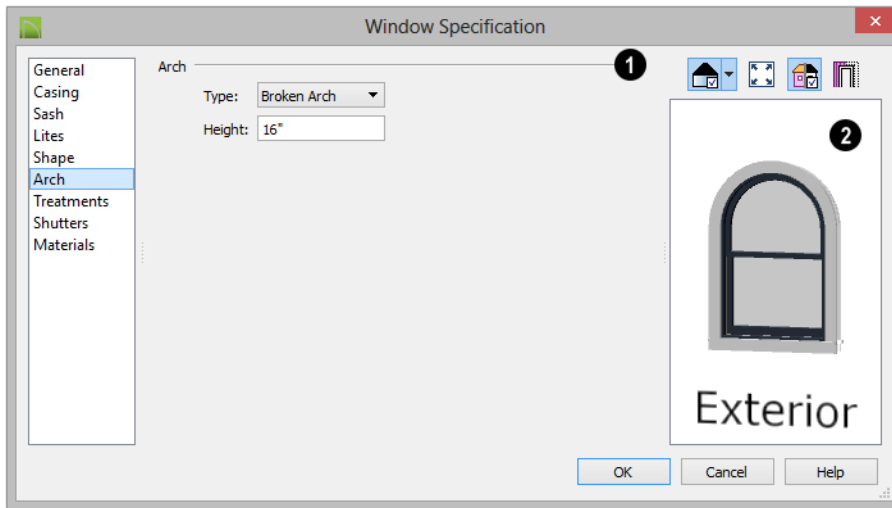 Window Specification
General
Casing
Sash
Lites
Shape
Arch
Treatments
Shutters
Materials
Arch
Type: Broken Arch
Height: 16"
1
2
Exterior
OK Cancel Help